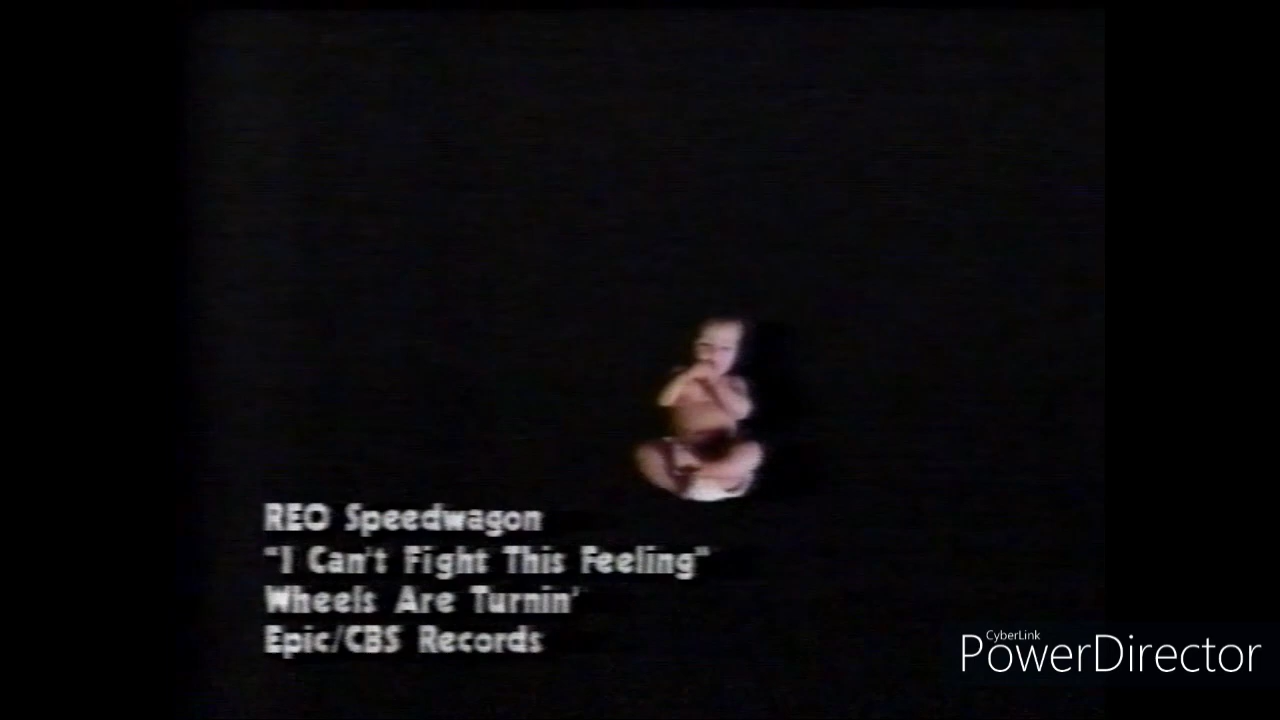 REO Speedwagon
"I Can't Fight This Feeling"
Wheels Are Turnin'
Epic/CBS Records
CyberLink
PowerDirector